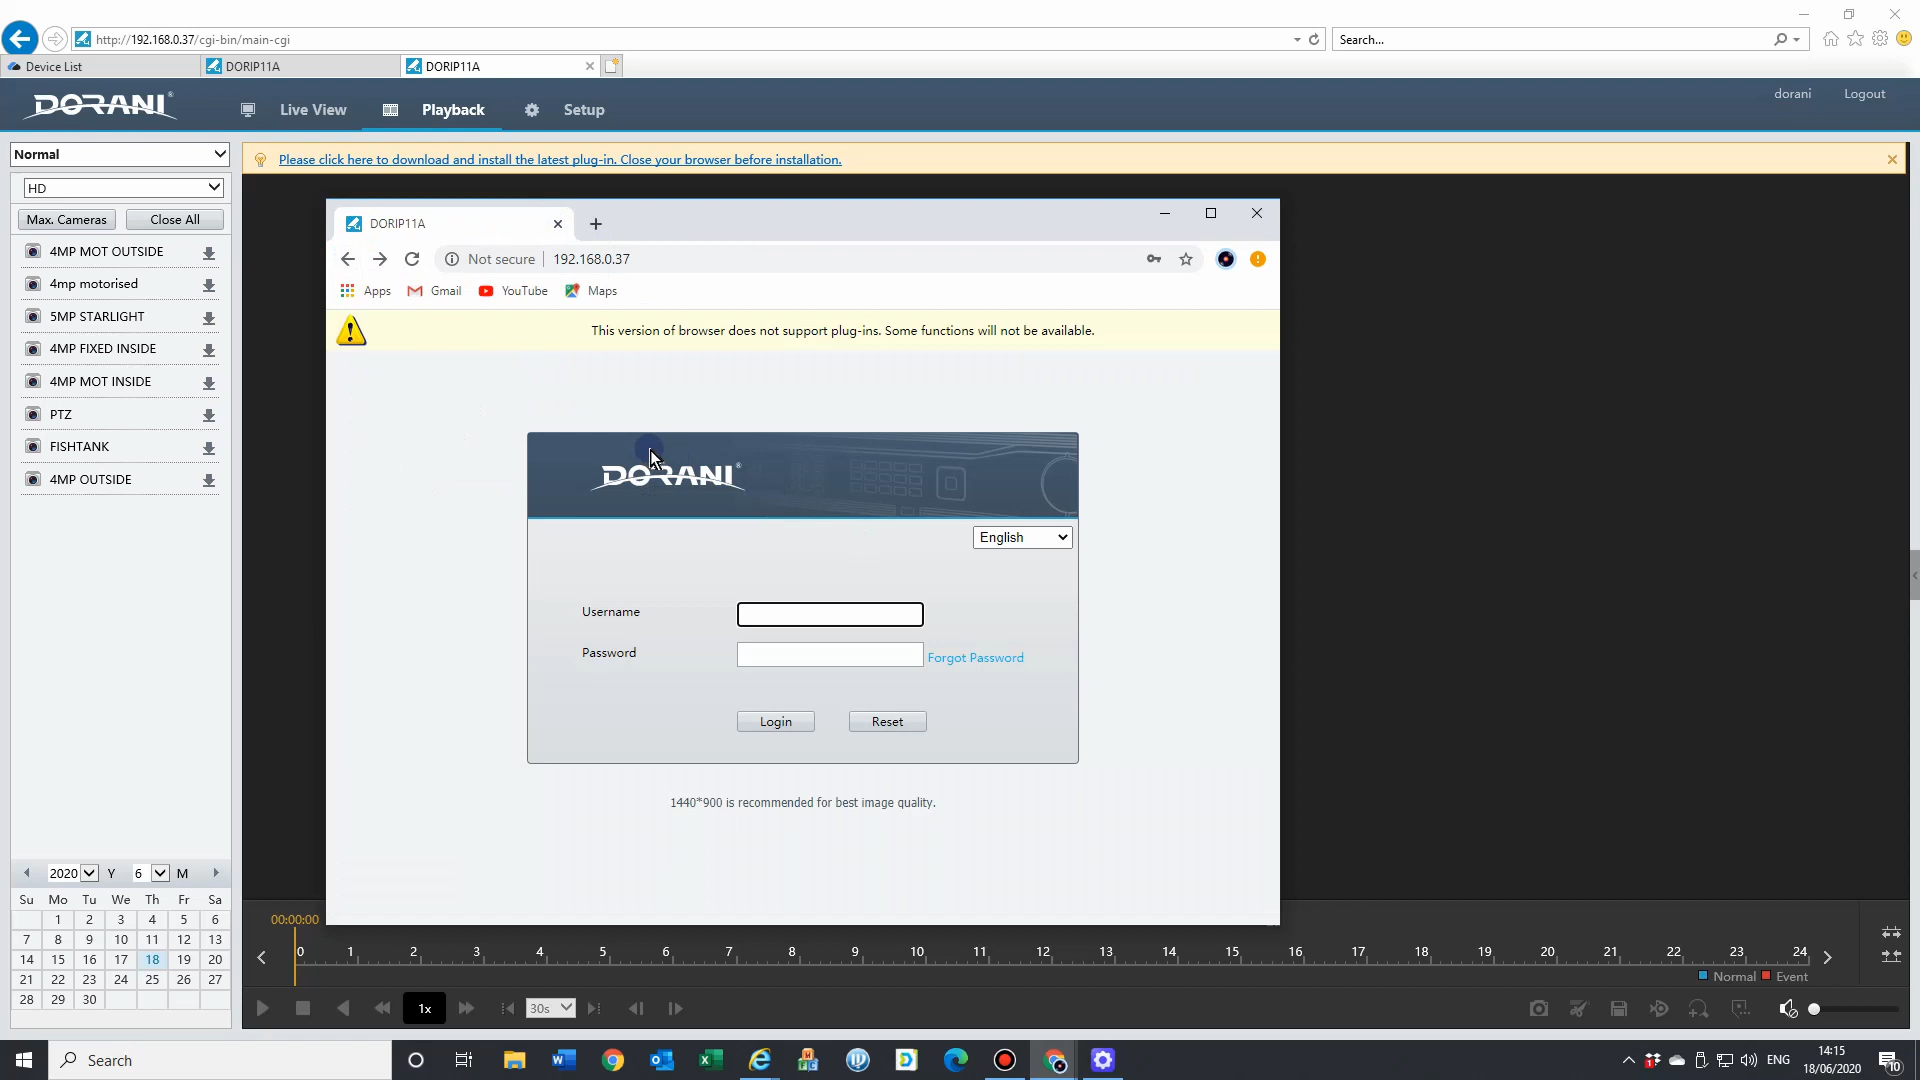 http://192.168.0.37/cgi-bin/main-cgi
Search...
Device List
DORIP11A
DORIP11A
DORANI
Live View
Playback
Setup
dorani
Logout
Normal
Please click here to download and install the latest plug-in. Close your browser before installation.
HD
Max. Cameras
Close All
4MP MOT OUTSIDE
4mp motorised
5MP STARLIGHT
4MP FIXED INSIDE
4MP MOT INSIDE
PTZ
FISHTANK
4MP OUTSIDE
DORIP11A
Not secure
192.168.0.37
Apps
Gmail
YouTube
Maps
This version of browser does not support plug-ins. Some functions will not be available.
DORANI
English
Username
Password
Forgot Password
Login
Reset
1440*900 is recommended for best image quality.
2020 Y 6 M
Su Mo Tu We Th Fr Sa
1 2 3 4 5 6
7 8 9 10 11 12 13
14 15 16 17 18 19 20
21 22 23 24 25 26 27
28 29 30
00:00:00
0 1 2 3 4 5 6 7 8 9 10 11 12 13 14 15 16 17 18 19 20 21 22 23 24
Normal Event
1x
30s
Search
ENG
14:15
18/06/2020
10